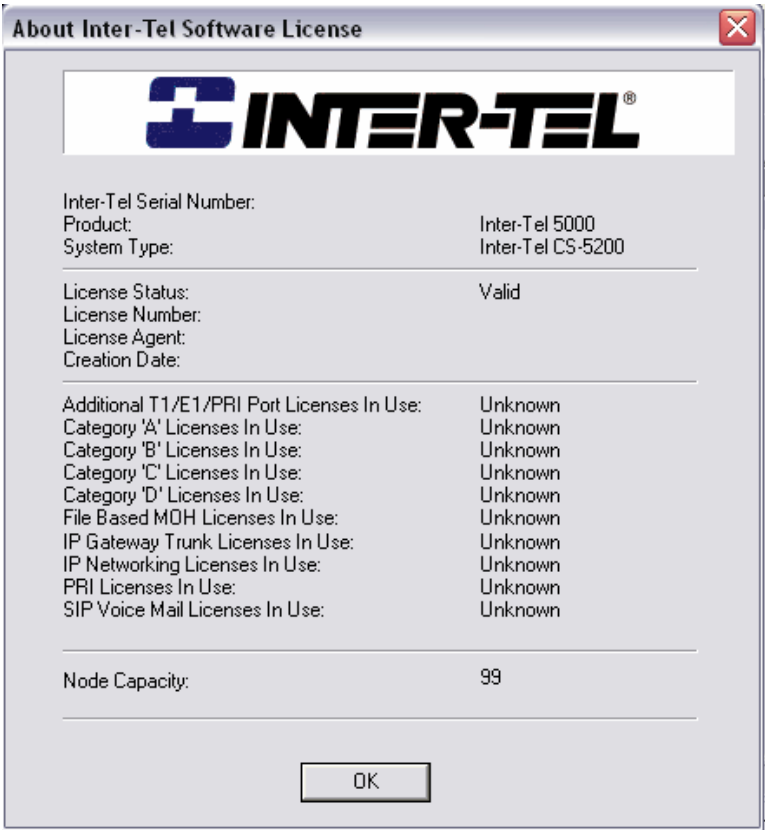 About Inter-Tel Software License
INTER-TEL®
Inter-Tel Serial Number:
Product: Inter-Tel 5000
System Type: Inter-Tel CS-5200
License Status: Valid
License Number:
License Agent:
Creation Date:
Additional T1/E1/PRI Port Licenses In Use: Unknown
Category 'A' Licenses In Use: Unknown
Category 'B' Licenses In Use: Unknown
Category 'C' Licenses In Use: Unknown
Category 'D' Licenses In Use: Unknown
File Based MOH Licenses In Use: Unknown
IP Gateway Trunk Licenses In Use: Unknown
IP Networking Licenses In Use: Unknown
PRI Licenses In Use: Unknown
SIP Voice Mail Licenses In Use: Unknown
Node Capacity: 99
OK